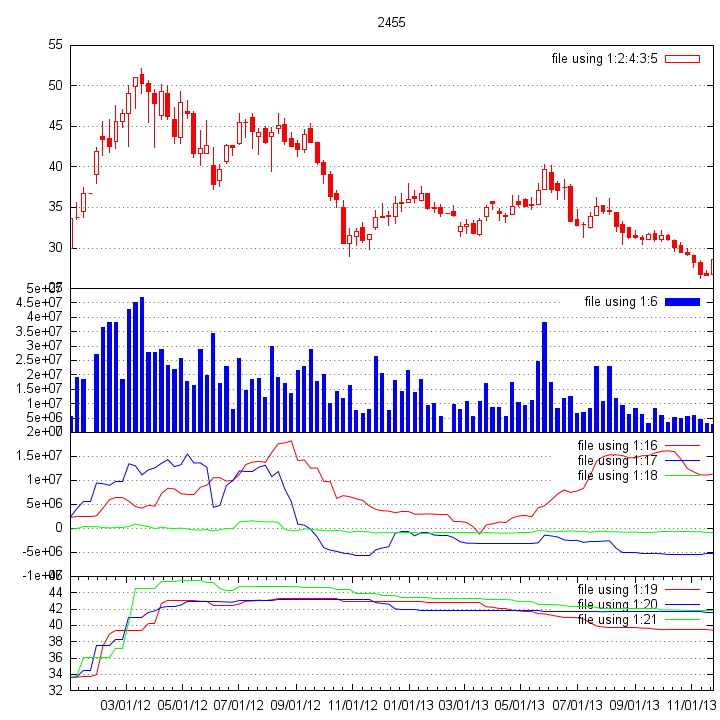 2455
55
file using 1:2:4:3:5
50
45
40
35
30
25
5e+07
file using 1:6
4.5e+07
4e+07
3.5e+07
3e+07
2.5e+07
2e+07
1.5e+07
1e+07
5e+06
0
2e+07
file using 1:16
1.5e+07
file using 1:17
file using 1:18
1e+07
5e+06
0
-5e+06
-1e+07
46
file using 1:19
44
file using 1:20
42
file using 1:21
40
38
36
34
32
03/01/12 05/01/12 07/01/12 09/01/12 11/01/12 01/01/13 03/01/13 05/01/13 07/01/13 09/01/13 11/01/13